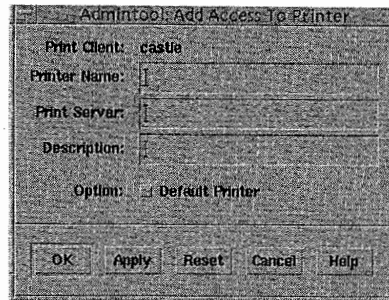 Admintool: Add Access To Printer
Print Client: castle
Printer Name:
Print Server:
Description:
Option: Default Printer
OK Apply Reset Cancel Help